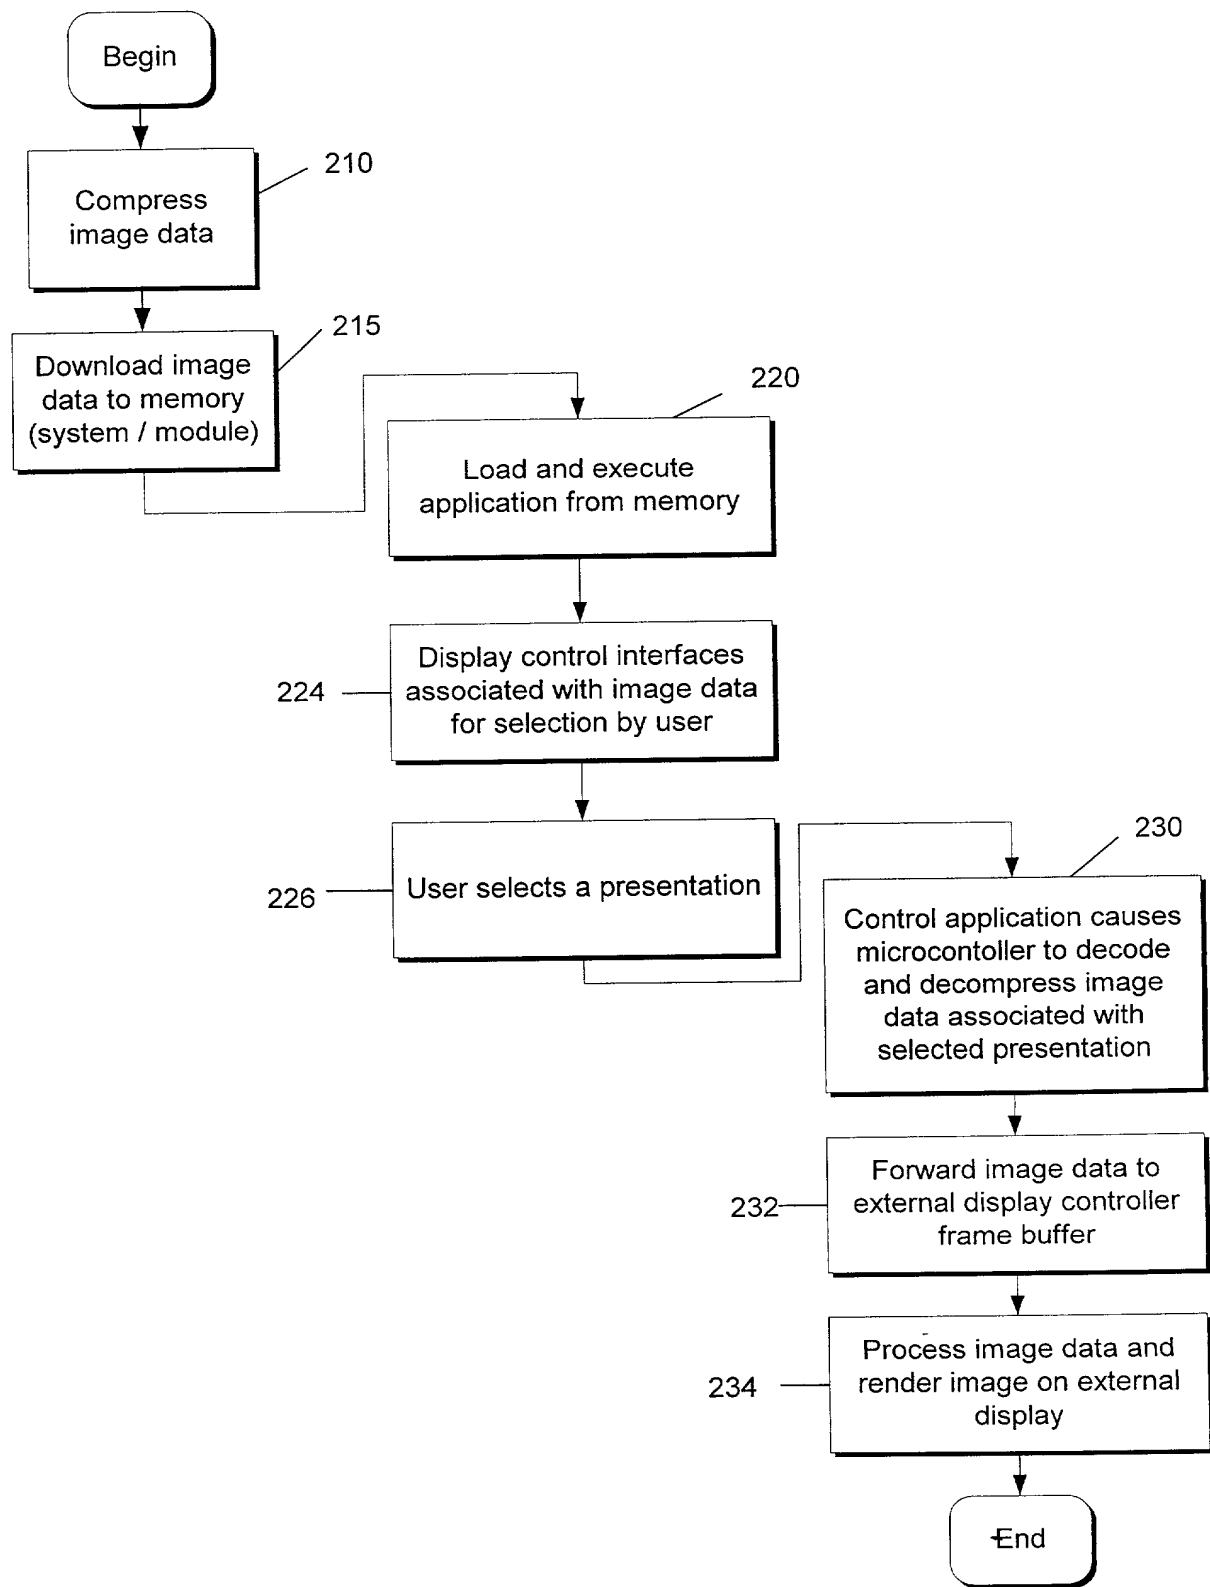 Begin
210
Compress
image data
215
Download image
data to memory
(system / module)
220
Load and execute
application from memory
224
Display control interfaces
associated with image data
for selection by user
226
User selects a presentation
230
Control application causes
microcontoller to decode
and decompress image
data associated with
selected presentation
232
Forward image data to
external display controller
frame buffer
234
Process image data and
render image on external
display
End